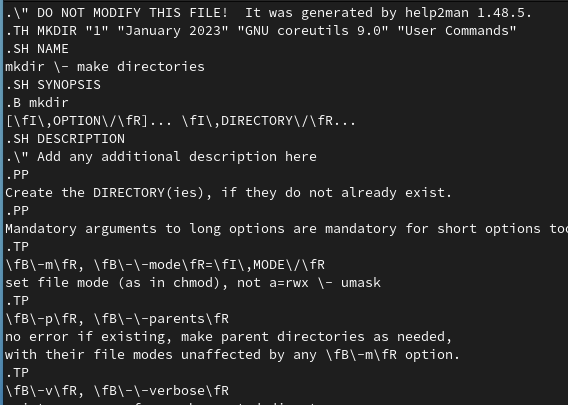 .\" DO NOT MODIFY THIS FILE!  It was generated by help2man 1.48.5.
.TH MKDIR "1" "January 2023" "GNU coreutils 9.0" "User Commands"
.SH NAME
mkdir \- make directories
.SH SYNOPSIS
.B mkdir
[\fI\,OPTION\/\fR]... \fI\,DIRECTORY\/\fR...
.SH DESCRIPTION
.\" Add any additional description here
.PP
Create the DIRECTORY(ies), if they do not already exist.
.PP
Mandatory arguments to long options are mandatory for short options too
.TP
\fB\-m\fR, \fB\-\-mode\fR=\fI\,MODE\/\fR
set file mode (as in chmod), not a=rwx \- umask
.TP
\fB\-p\fR, \fB\-\-parents\fR
no error if existing, make parent directories as needed,
with their file modes unaffected by any \fB\-m\fR option.
.TP
\fB\-v\fR, \fB\-\-verbose\fR